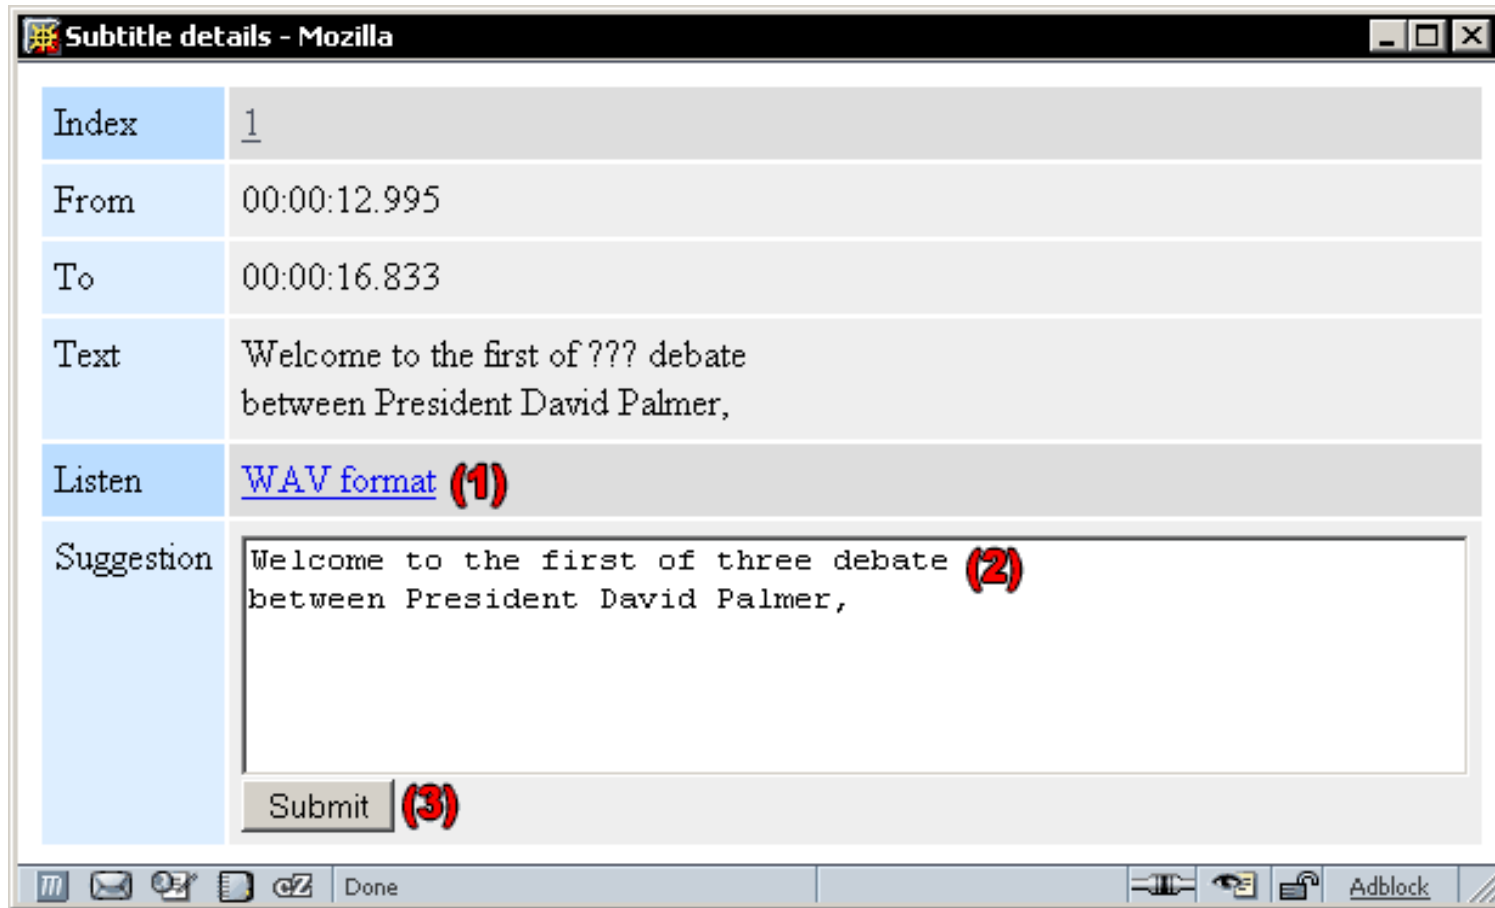 Subtitle details - Mozilla
Index 1
From 00:00:12.995
To 00:00:16.833
Text Welcome to the first of ??? debate
between President David Palmer,
Listen WAV format (1)
Suggestion Welcome to the first of three debate (2)
between President David Palmer,
Submit (3)
m cZ Done Adblock